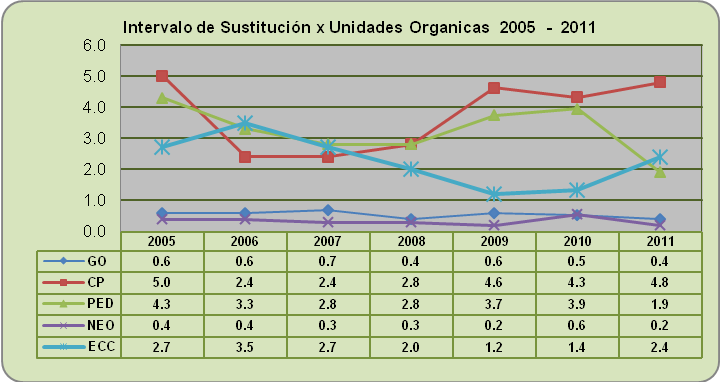 Intervalo de Sustitución x Unidades Organicas 2005 - 2011
6.0
5.0
4.0
3.0
2.0
1.0
0.0
2005 2006 2007 2008 2009 2010 2011
GO 0.6 0.6 0.7 0.4 0.6 0.5 0.4
CP 5.0 2.4 2.4 2.8 4.6 4.3 4.8
PED 4.3 3.3 2.8 2.8 3.7 3.9 1.9
NEO 0.4 0.4 0.3 0.3 0.2 0.6 0.2
ECC 2.7 3.5 2.7 2.0 1.2 1.4 2.4